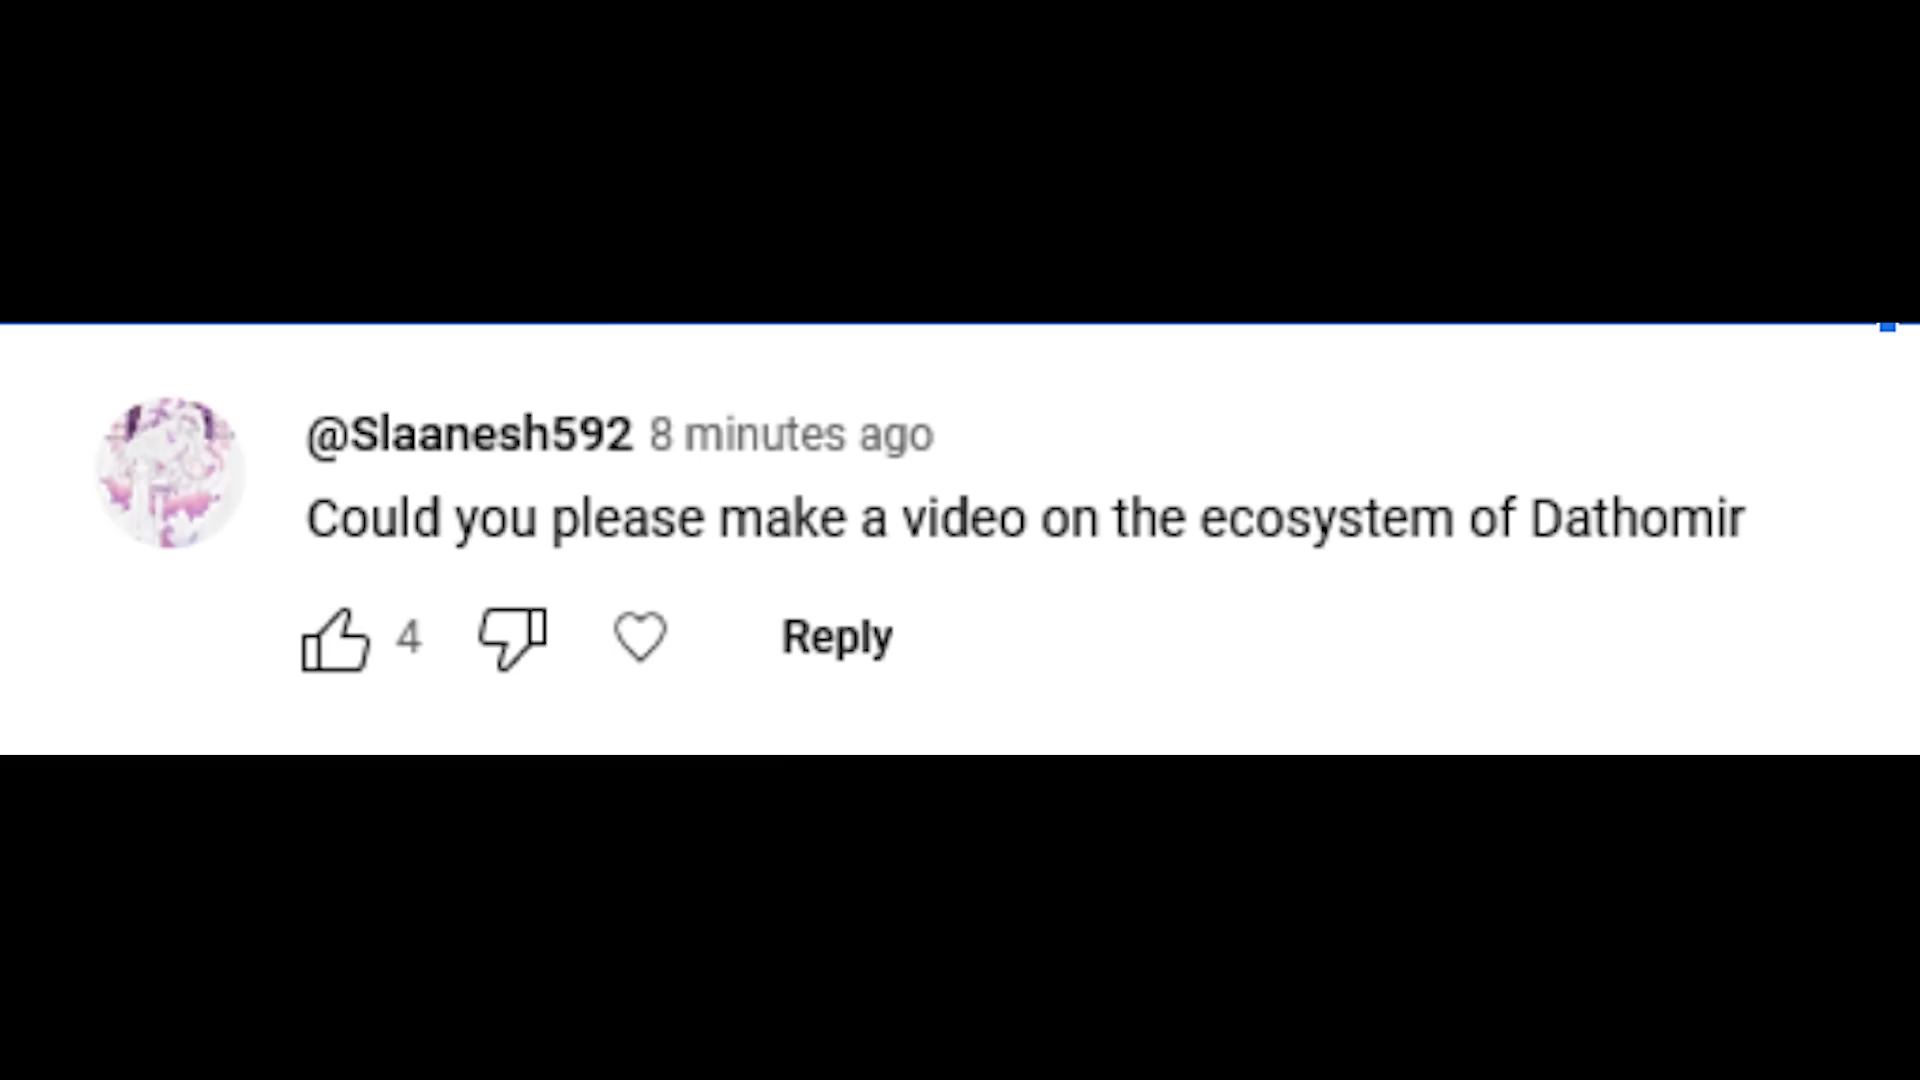 @Slaanesh592 8 minutes ago
Could you please make a video on the ecosystem of Dathomir
4 Reply